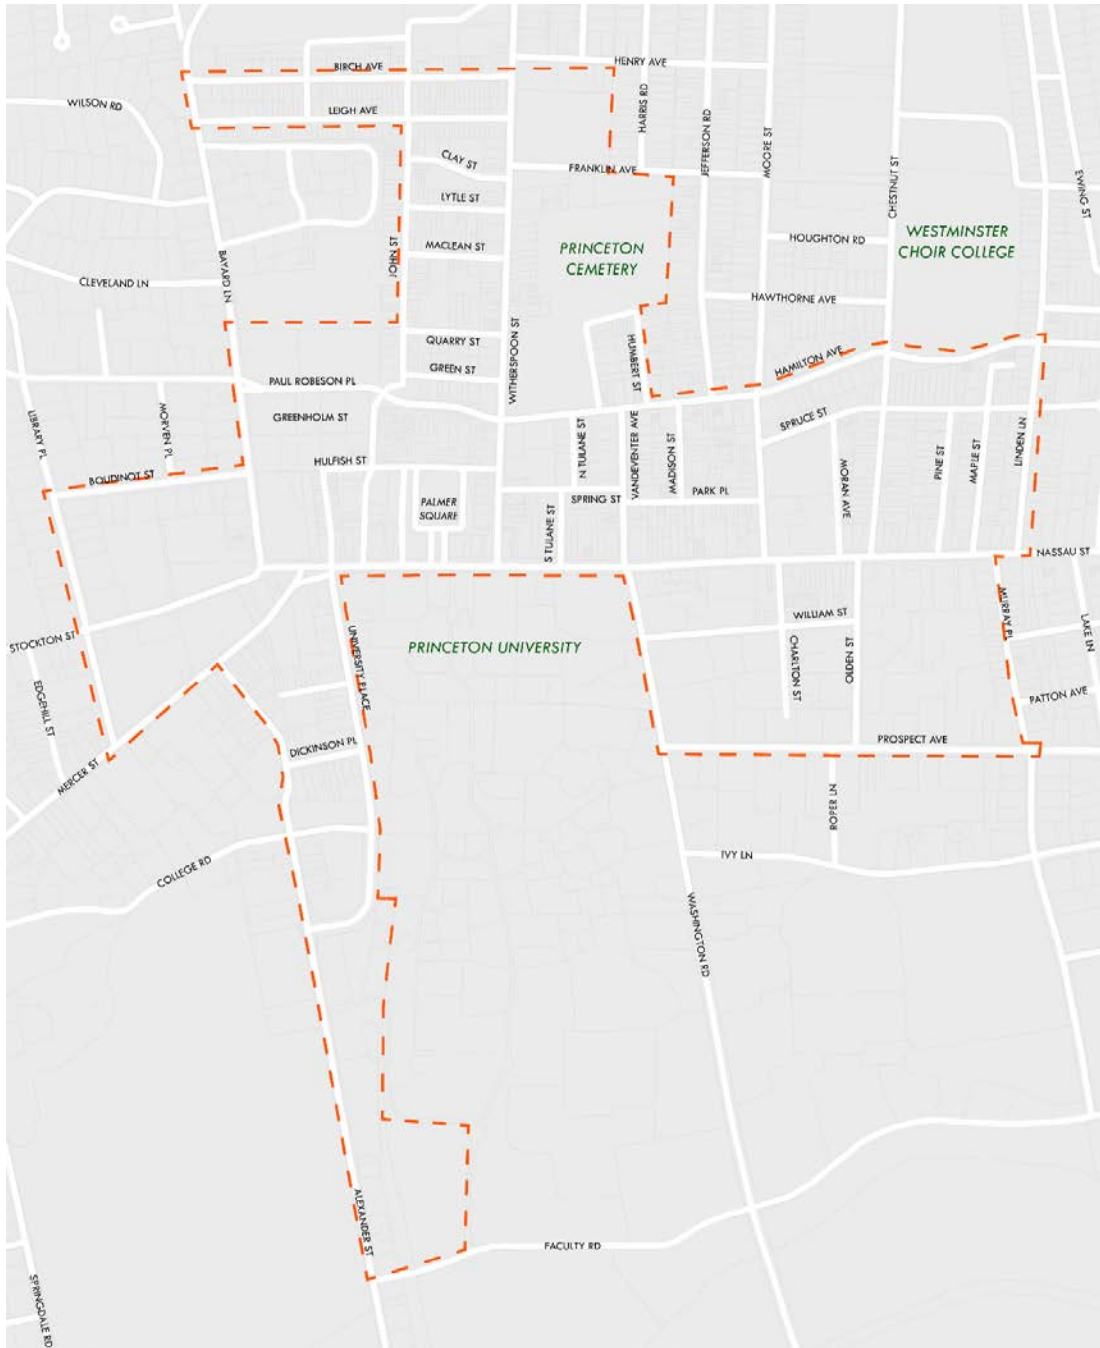 HENRY AVE
BIRCH AVE
WILSON RD
LEIGH AVE
HARRIS RD
JEFFERSON RD
MOORE ST
CLAY ST
FRANKLIN AVE
CHESTNUT ST
EWING ST
LYTLE ST
WESTMINSTER
CHOIR COLLEGE
HOUGHTON RD
MACLEAN ST
PRINCETON
CEMETERY
JOHN ST
BAYARD LN
CLEVELAND LN
HAWTHORNE AVE
QUARRY ST
WITHERSPOON ST
HUMBERT ST
HAMILTON AVE
GREEN ST
PAUL ROBESON PL
GREENHOLM ST
LIBRARY PL
MORVEN PL
SPRUCE ST
N TULANE ST
VANDEVENTER AVE
MADISON ST
LINDEN LN
HULFISH ST
PINE ST
MAPLE ST
BOUDINOT ST
MORAN AVE
PARK PL
SPRING ST
PALMER
SQUARE
S TULANE ST
NASSAU ST
MURRAY PL
WILLIAM ST
LAKE LN
UNIVERSITY PLACE
STOCKTON ST
PRINCETON UNIVERSITY
CHARLTON ST
OLDEN ST
EDGEHILL ST
PATTON AVE
DICKINSON PL
PROSPECT AVE
MERCER ST
ROPER LN
IVY LN
COLLEGE RD
WASHINGTON RD
ALEXANDER ST
FACULTY RD
SPRINGDALE RD